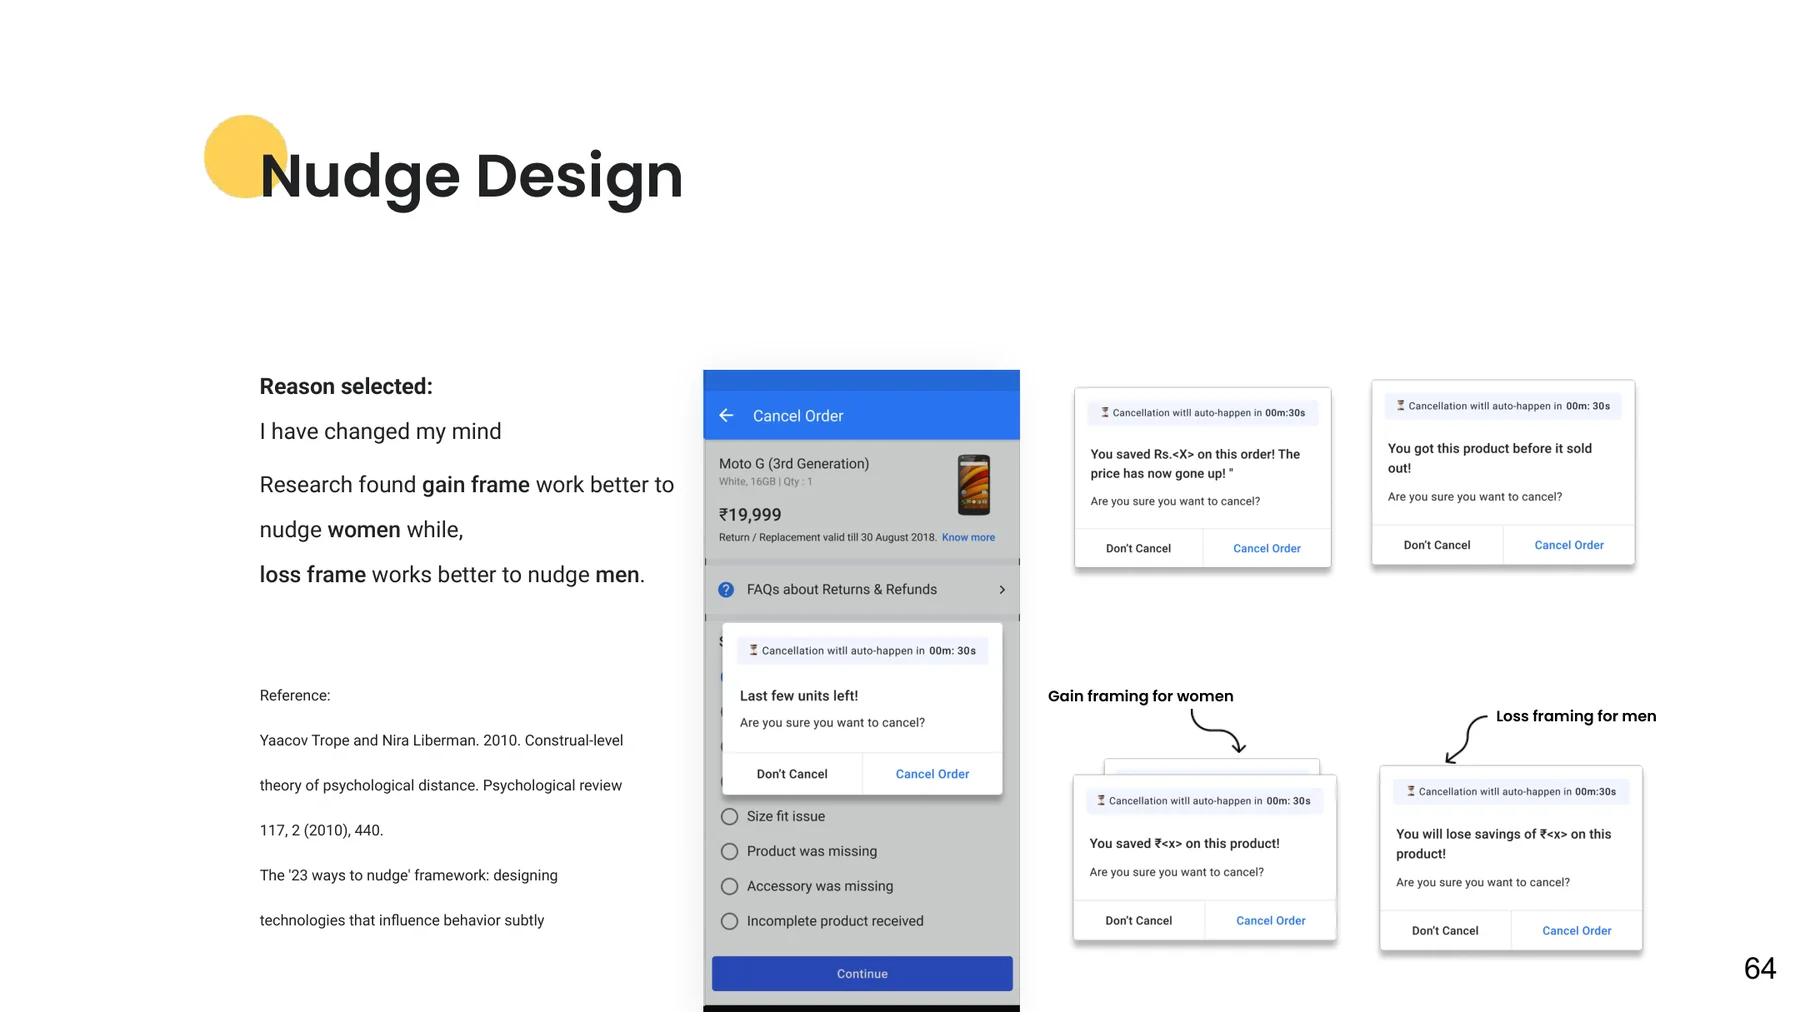 Nudge Design
Reason selected:
I have changed my mind
Research found gain frame work better to
nudge women while,
loss frame works better to nudge men.
Reference:
Yaacov Trope and Nira Liberman. 2010. Construal-level
theory of psychological distance. Psychological review
117, 2 (2010), 440.
The '23 ways to nudge' framework: designing
technologies that influence behavior subtly
Cancel Order
Moto G (3rd Generation)
White, 16GB | Qty : 1
₹19,999
Return / Replacement valid till 30 August 2018. Know more
FAQs about Returns & Refunds
Cancellation witll auto-happen in 00m: 30s
Last few units left!
Are you sure you want to cancel?
Don't Cancel
Cancel Order
Size fit issue
Product was missing
Accessory was missing
Incomplete product received
Continue
Cancellation witll auto-happen in 00m:30s
You saved Rs.<X> on this order! The
price has now gone up! "
Are you sure you want to cancel?
Don't Cancel
Cancel Order
Cancellation witll auto-happen in 00m: 30s
You got this product before it sold
out!
Are you sure you want to cancel?
Don't Cancel
Cancel Order
Gain framing for women
Cancellation witll auto-happen in 00m: 30s
You saved ₹<x> on this product!
Are you sure you want to cancel?
Don't Cancel
Cancel Order
Loss framing for men
Cancellation witll auto-happen in 00m:30s
You will lose savings of ₹<x> on this
product!
Are you sure you want to cancel?
Don't Cancel
Cancel Order
64